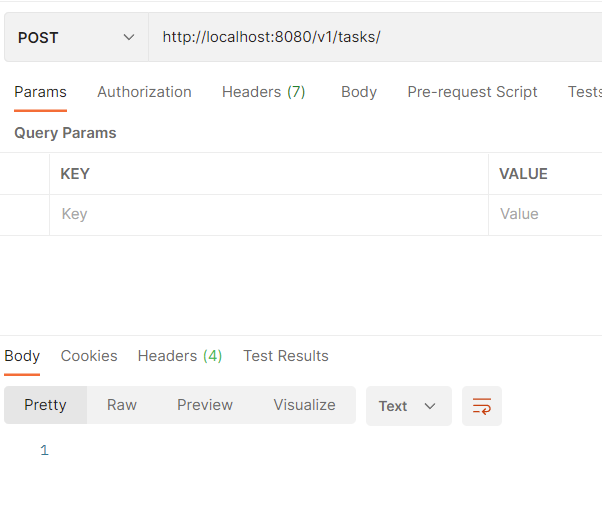 POST http://localhost:8080/v1/tasks/
Params Authorization Headers (7) Body Pre-request Script Tests
Query Params
KEY VALUE
Key Value
Body Cookies Headers (4) Test Results
Pretty Raw Preview Visualize Text
1